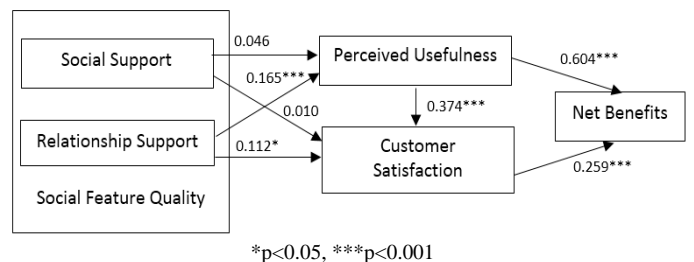 0.046
Perceived Usefulness
0.604***
Social Support
0.165***
0.010
0.374***
Net Benefits
Relationship Support
0.112*
Customer
Satisfaction
0.259***
Social Feature Quality
*p<0.05, ***p<0.001